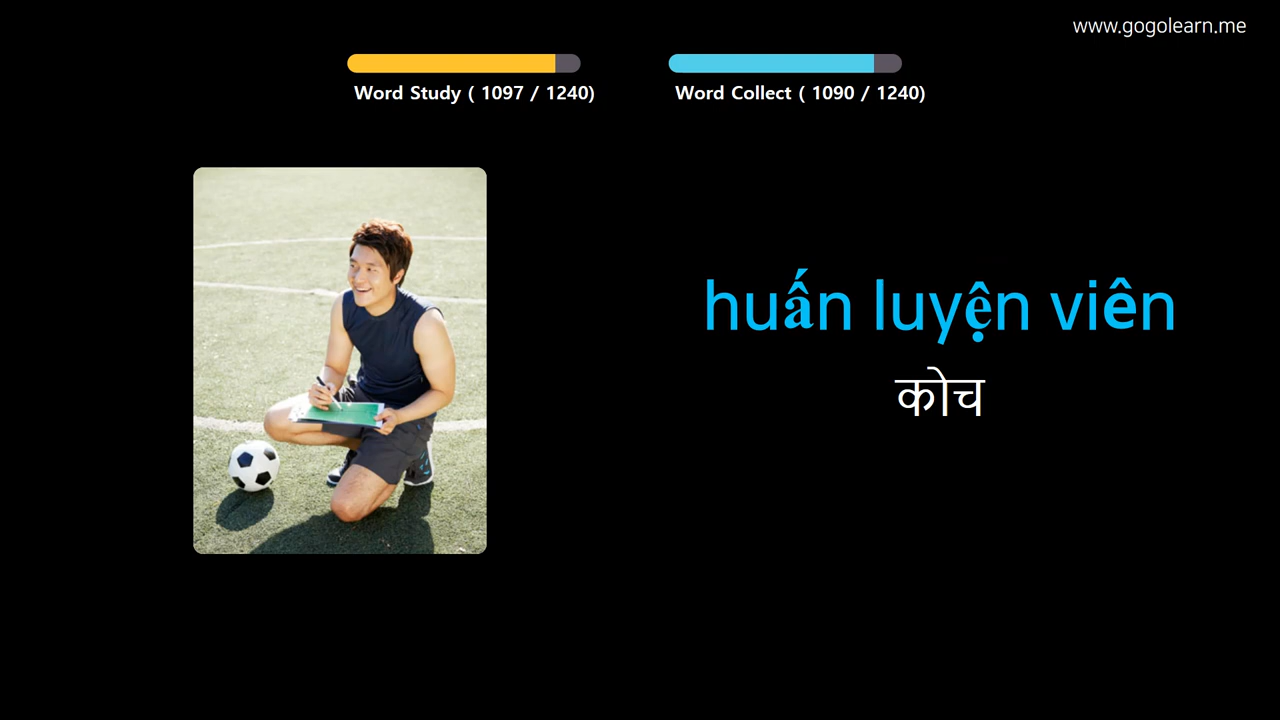 www.gogolearn.me
Word Study ( 1097 / 1240)
Word Collect ( 1090 / 1240)
huấn luyện viên
कोच